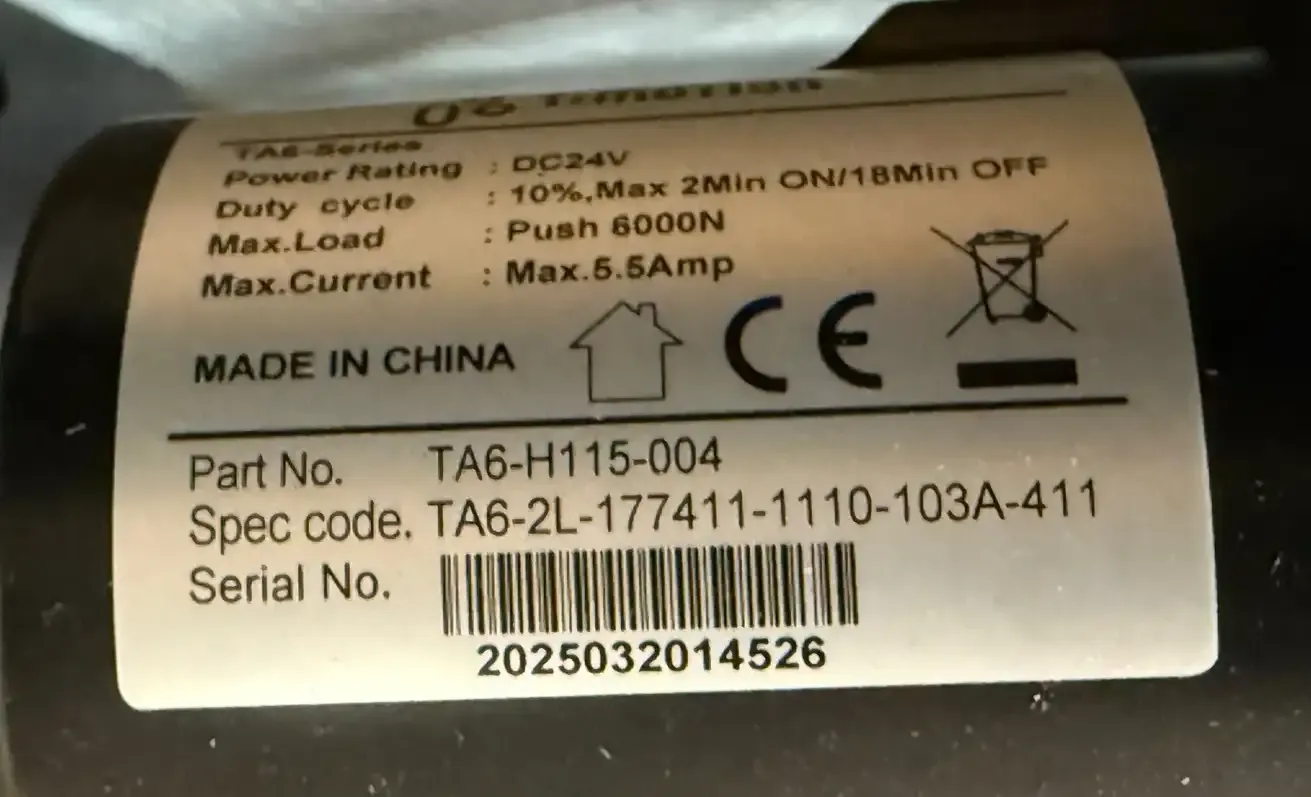 TA6-Series
Power Rating : DC24V
Duty cycle : 10%,Max 2Min ON/18Min OFF
Max.Load : Push 6000N
Max.Current : Max.5.5Amp
MADE IN CHINA CE
Part No. TA6-H115-004
Spec code. TA6-2L-177411-1110-103A-411
Serial No.
2025032014526